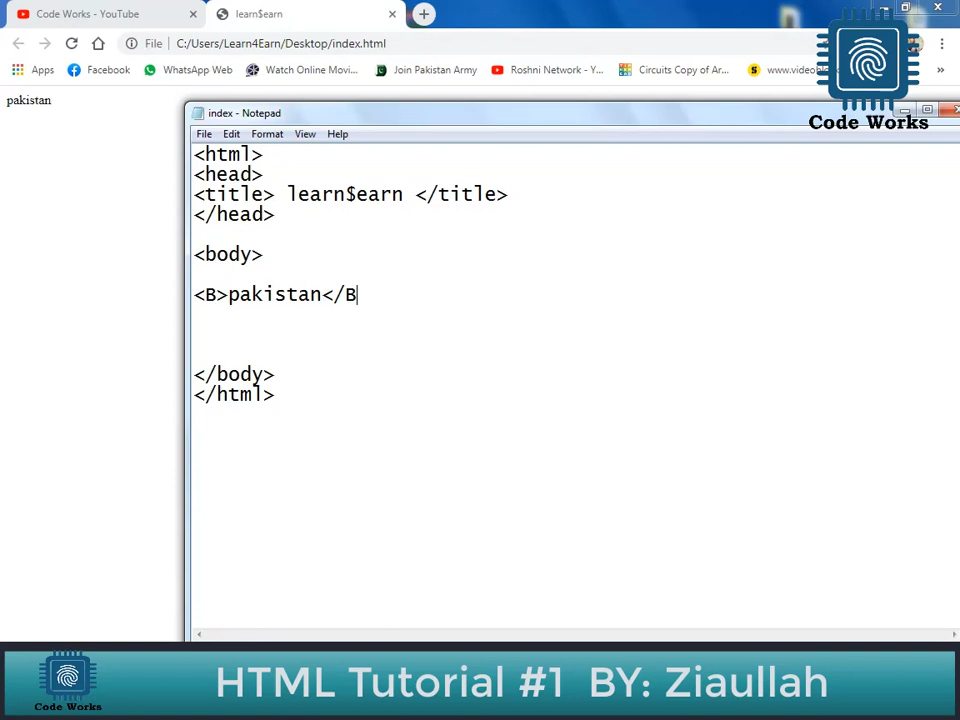 Code Works - YouTube
learn$earn
File
C:/Users/Learn4Earn/Desktop/index.html
Apps
Facebook
WhatsApp Web
Watch Online Movi...
Join Pakistan Army
Roshni Network - Y...
Circuits Copy of Ar...
Code Works
pakistan
index - Notepad
File Edit Format View Help
<html>
<head>
<title> learn$earn </title>
</head>
<body>
<B>pakistan</B
</body>
</html>
Code Works
HTML Tutorial #1 BY: Ziaullah